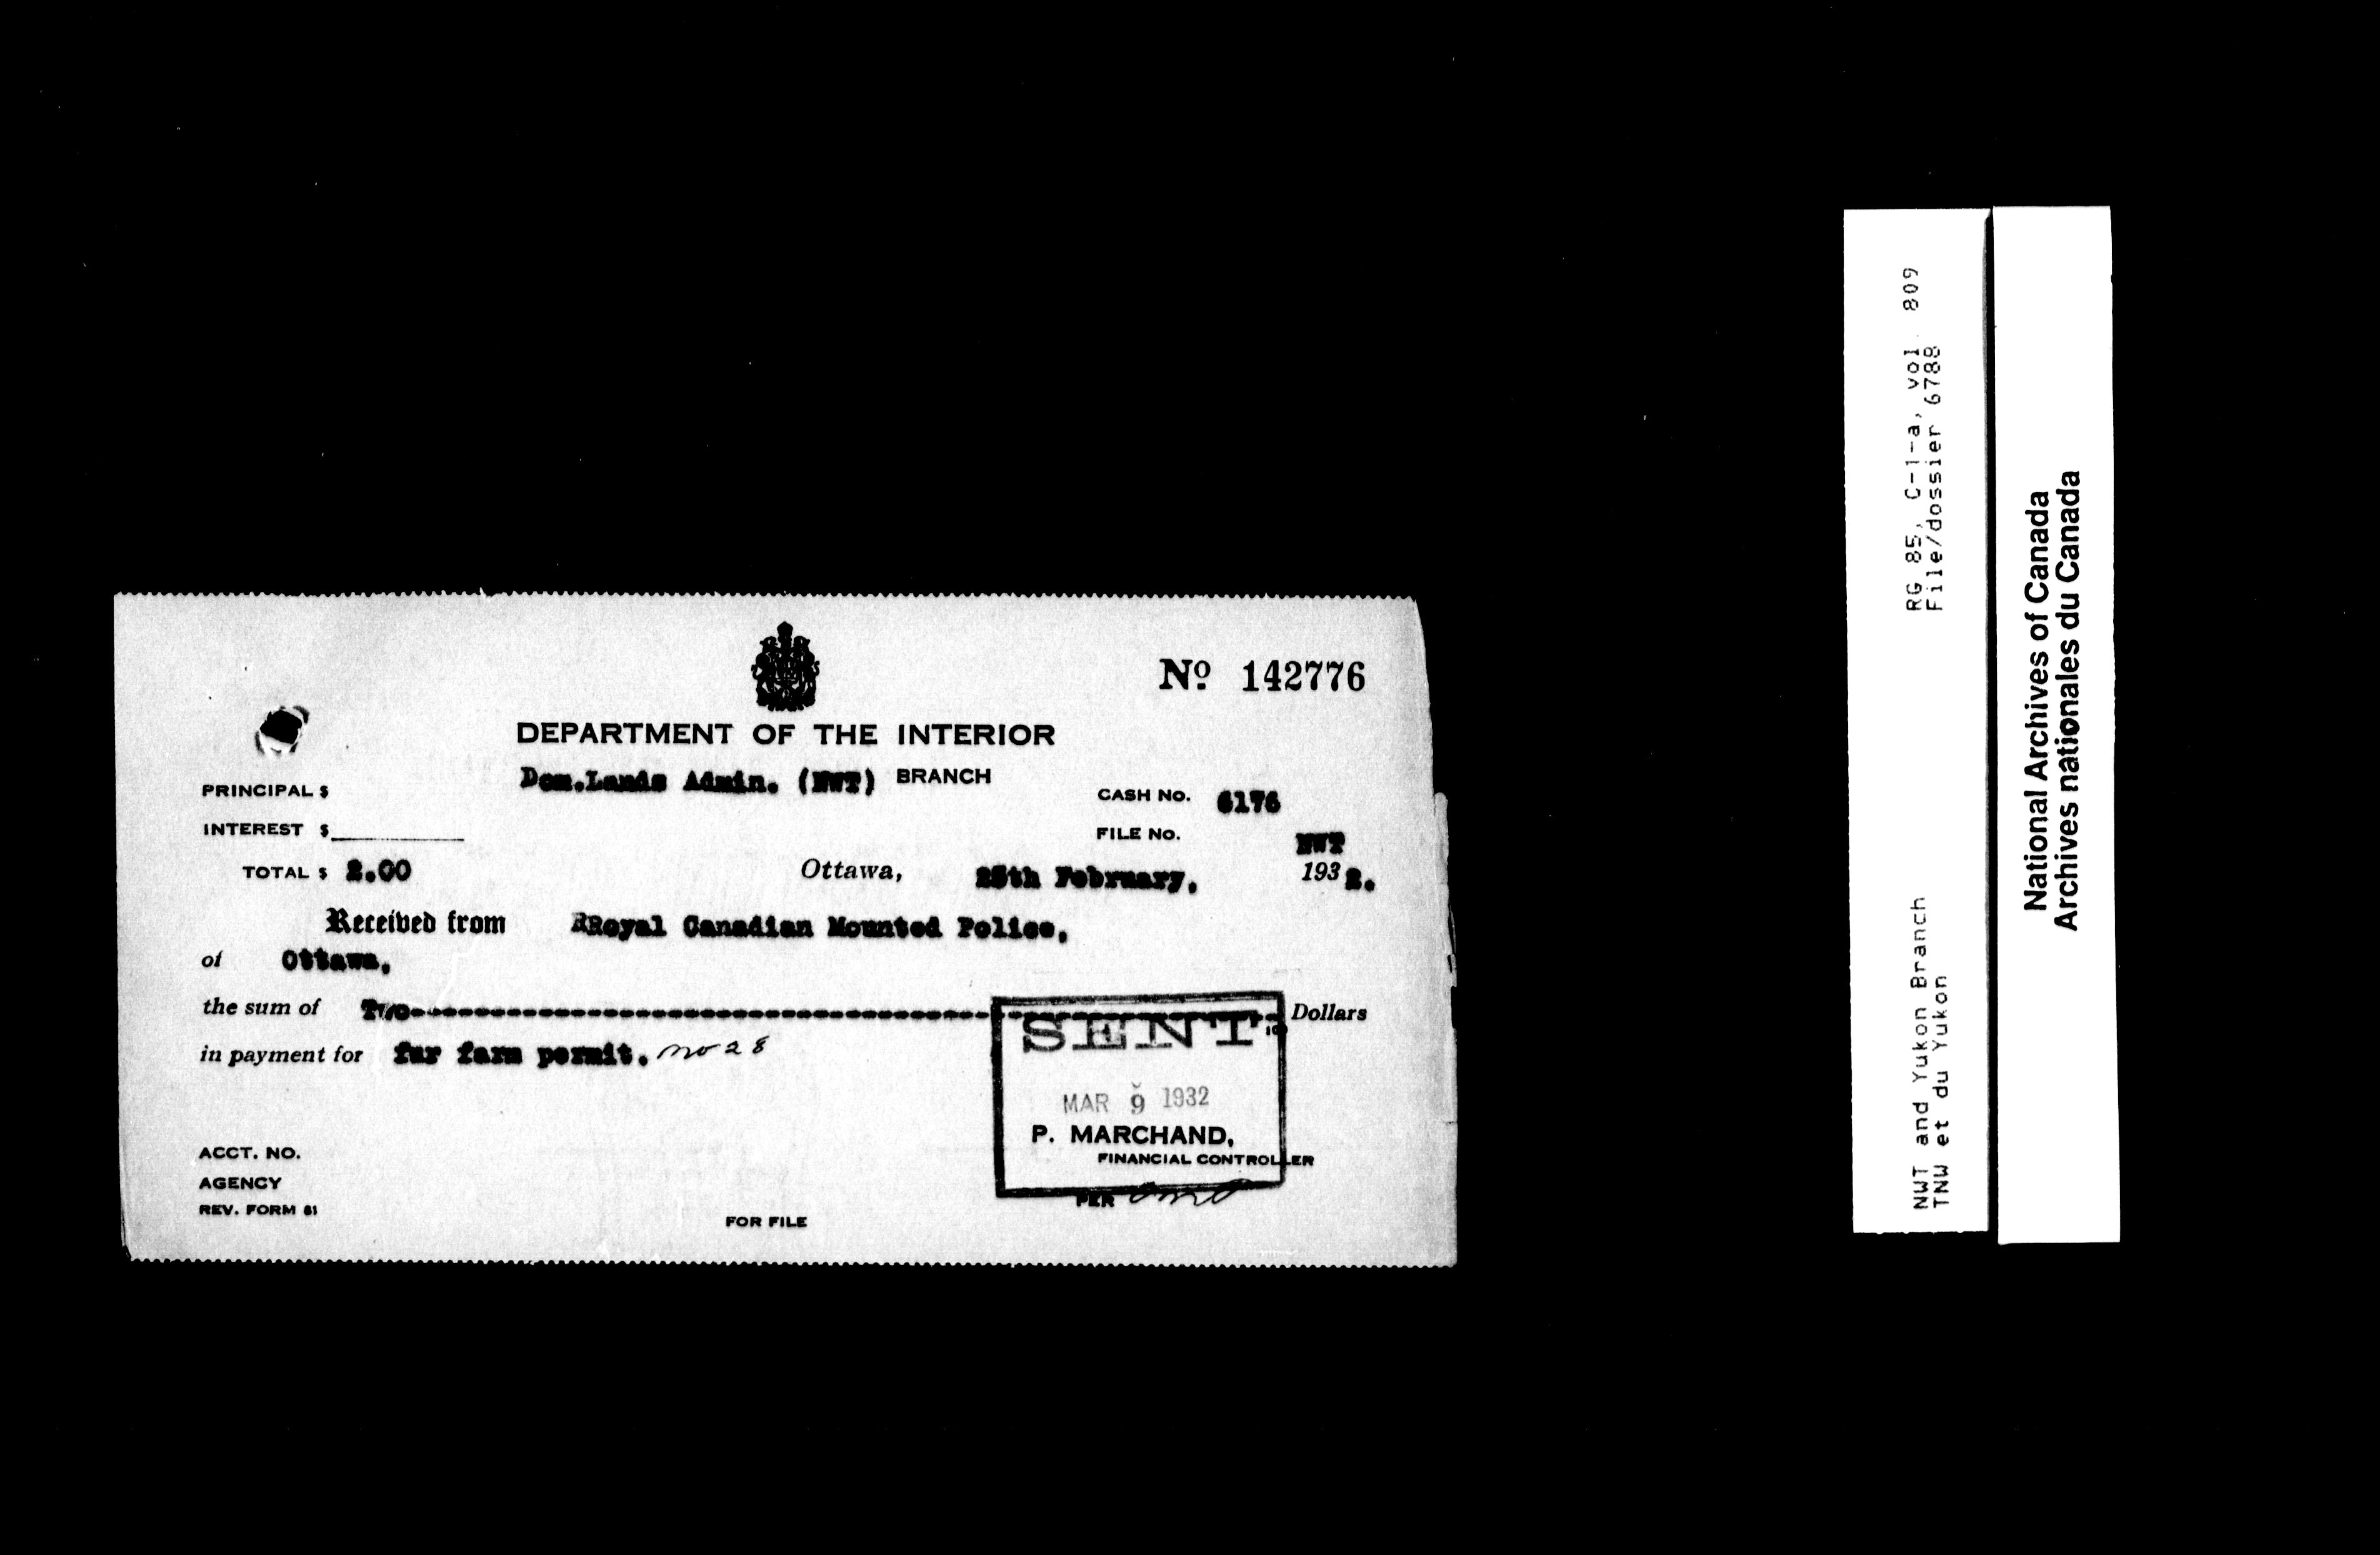 Nº 142776
DEPARTMENT OF THE INTERIOR
Dom.Lands Admin. (NWT) BRANCH
PRINCIPAL $
CASH No. 6176
INTEREST $
FILE No.
NWT
TOTAL $ 2.00
Ottawa, 25th February, 1932.
Received from RRoyal Canadian Mounted Police,
of Ottawa,
the sum of Two------------------------------ Dollars
in payment for fur farm permit. no 28
SENT
MAR 9 1932
P. MARCHAND,
FINANCIAL CONTROLLER
PER
ACCT. NO.
AGENCY
REV. FORM 61
FOR FILE
RG 85, C-1-a, vol. 809
File/dossier 6788
NWT and Yukon Branch
TNW et du Yukon
National Archives of Canada
Archives nationales du Canada